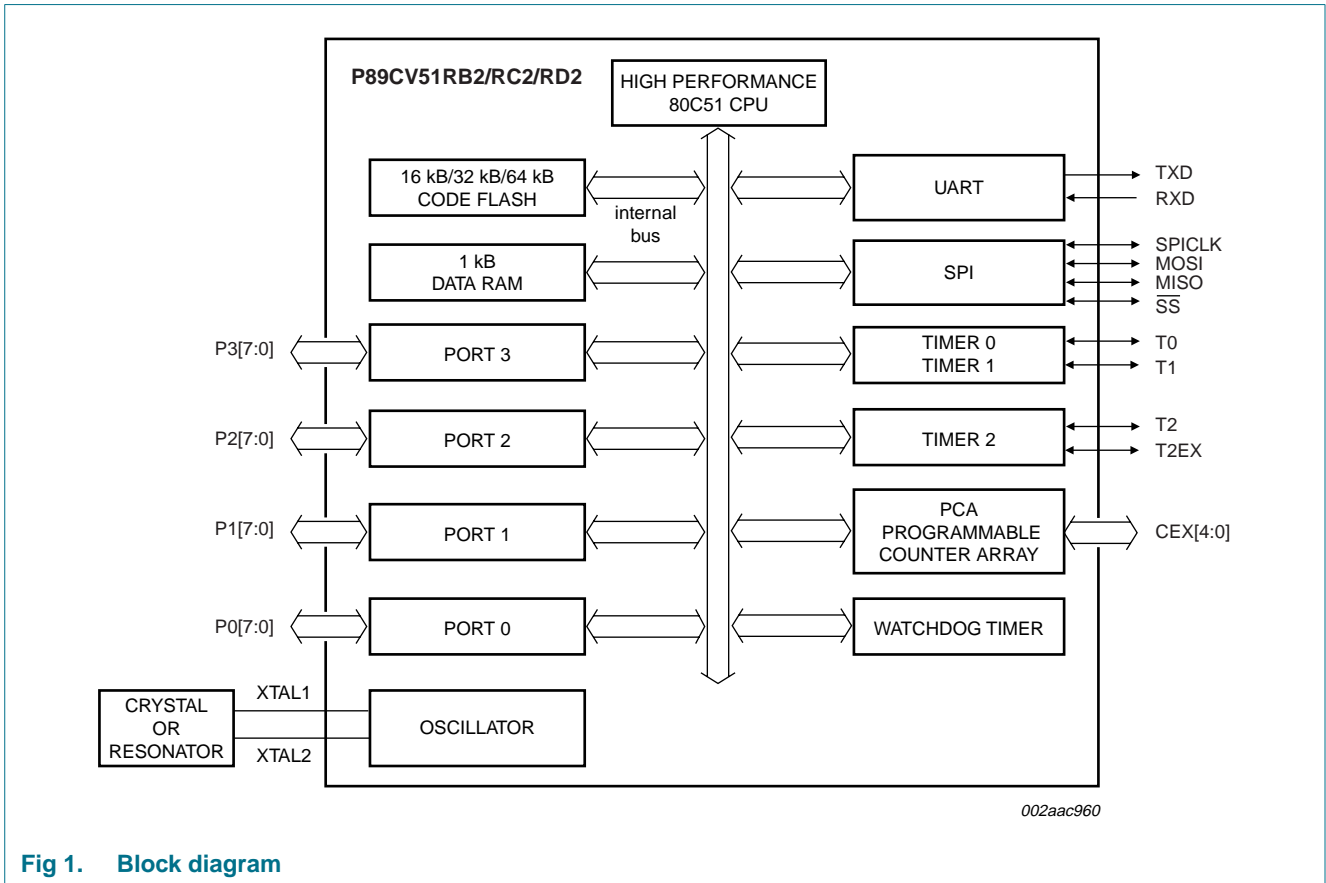 P89CV51RB2/RC2/RD2
HIGH PERFORMANCE
80C51 CPU
16 kB/32 kB/64 kB
CODE FLASH
internal
bus
UART
TXD
RXD
1 kB
DATA RAM
SPI
SPICLK
MOSI
MISO
S̅S̅
P3[7:0]
PORT 3
TIMER 0
TIMER 1
T0
T1
P2[7:0]
PORT 2
TIMER 2
T2
T2EX
P1[7:0]
PORT 1
PCA
PROGRAMMABLE
COUNTER ARRAY
CEX[4:0]
P0[7:0]
PORT 0
WATCHDOG TIMER
CRYSTAL
OR
RESONATOR
XTAL1
XTAL2
OSCILLATOR
002aac960
Fig 1. Block diagram